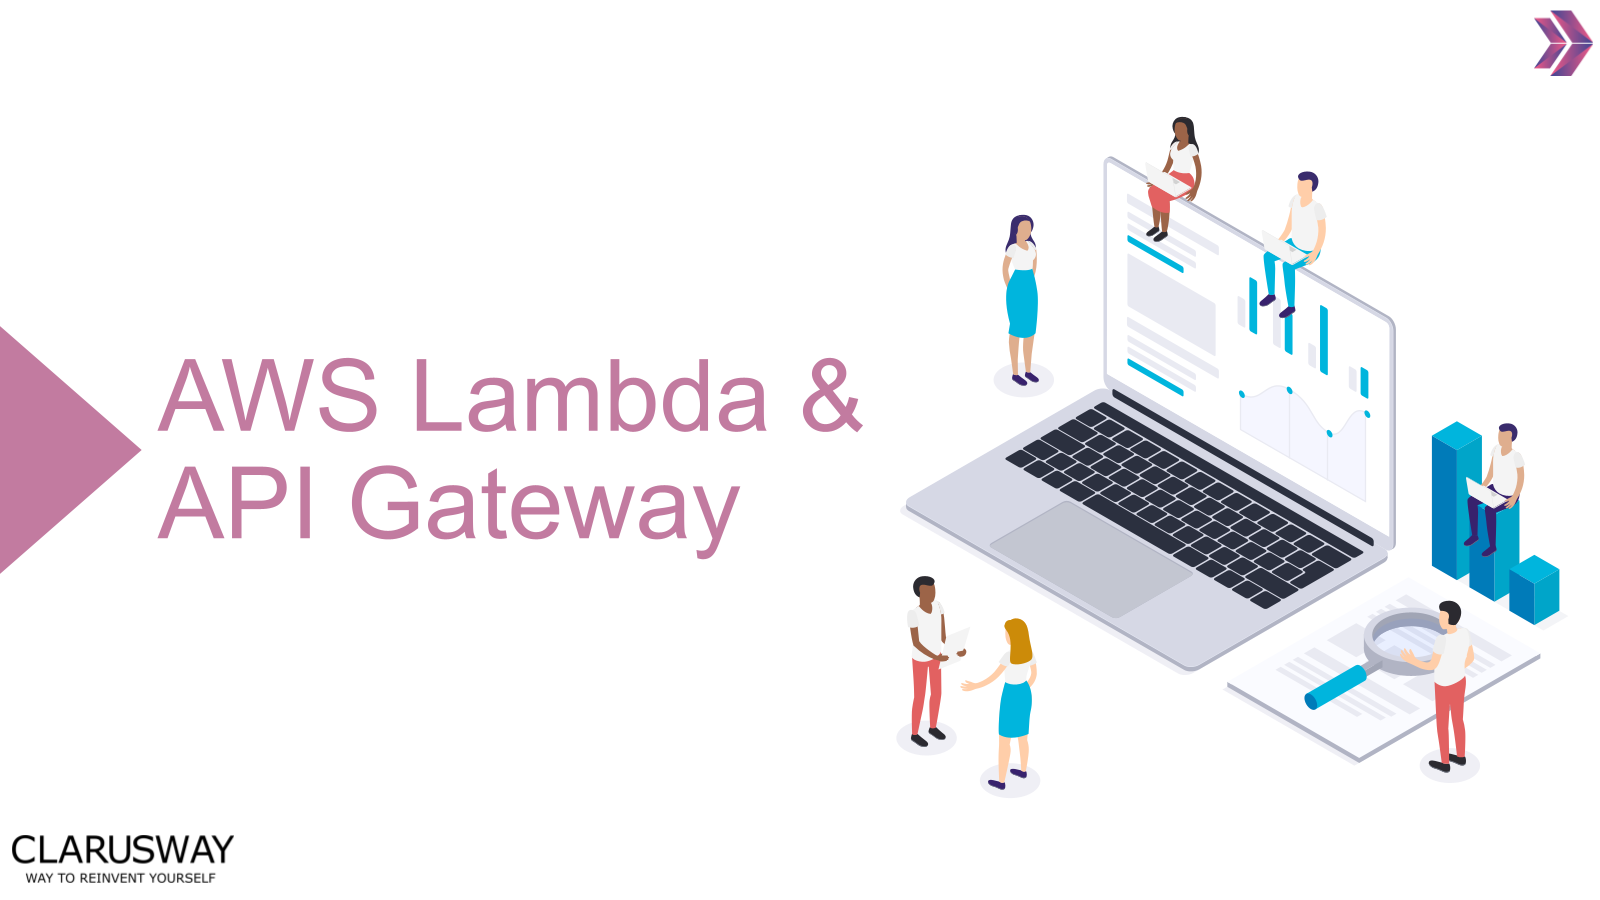 AWS Lambda &
API Gateway
CLARUSWAY
WAY TO REINVENT YOURSELF